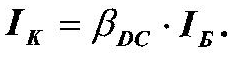 I_К = β_DC · I_Б.